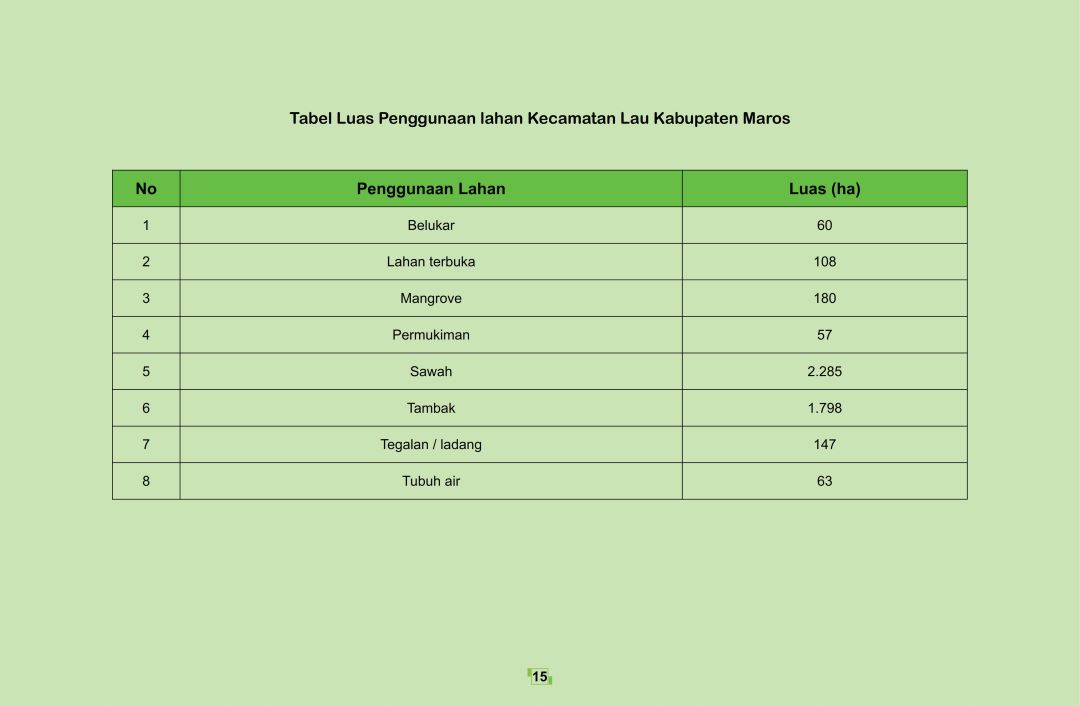 Tabel Luas Penggunaan lahan Kecamatan Lau Kabupaten Maros
No Penggunaan Lahan Luas (ha)
1 Belukar 60
2 Lahan terbuka 108
3 Mangrove 180
4 Permukiman 57
5 Sawah 2.285
6 Tambak 1.798
7 Tegalan / ladang 147
8 Tubuh air 63
15